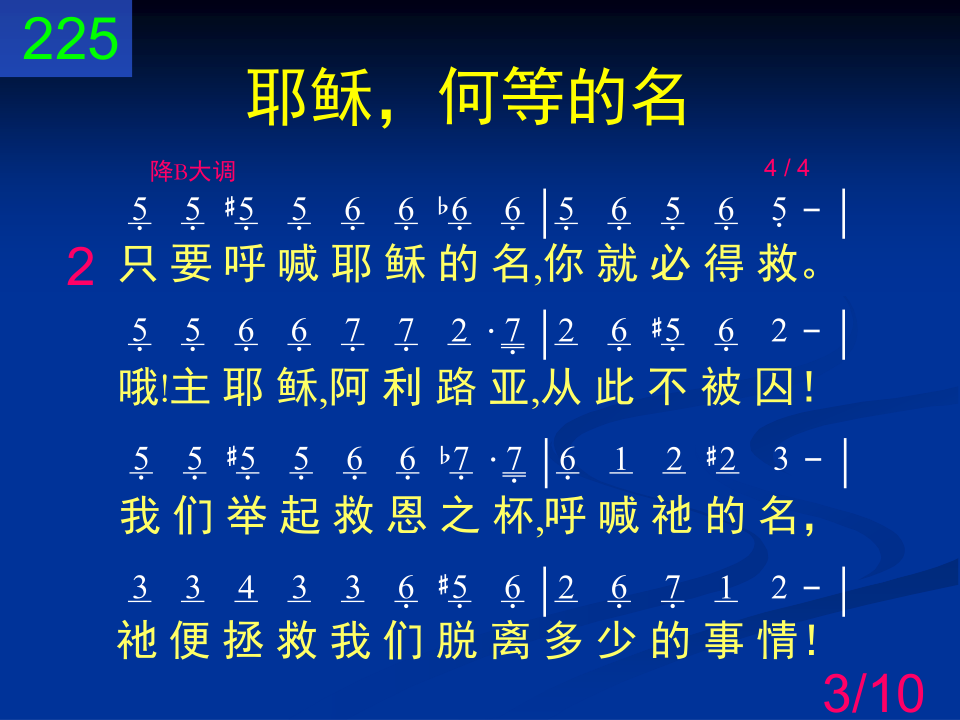 225
耶稣，何等的名
降B大调 4 / 4
5 5 #5 5 6 6 ♭6 6 | 5 6 5 6 5 – |
2 只要呼喊耶稣的名,你就必得救。
5 5 6 6 7 7 2 · 7 | 2 6 #5 6 2 – |
哦!主耶稣,阿利路亚,从此不被囚！
5 5 #5 5 6 6 ♭7 · 7 | 6 1 2 #2 3 – |
我们举起救恩之杯,呼喊祂的名，
3 3 4 3 3 6 #5 6 | 2 6 7 1 2 – |
祂便拯救我们脱离多少的事情！
3/10